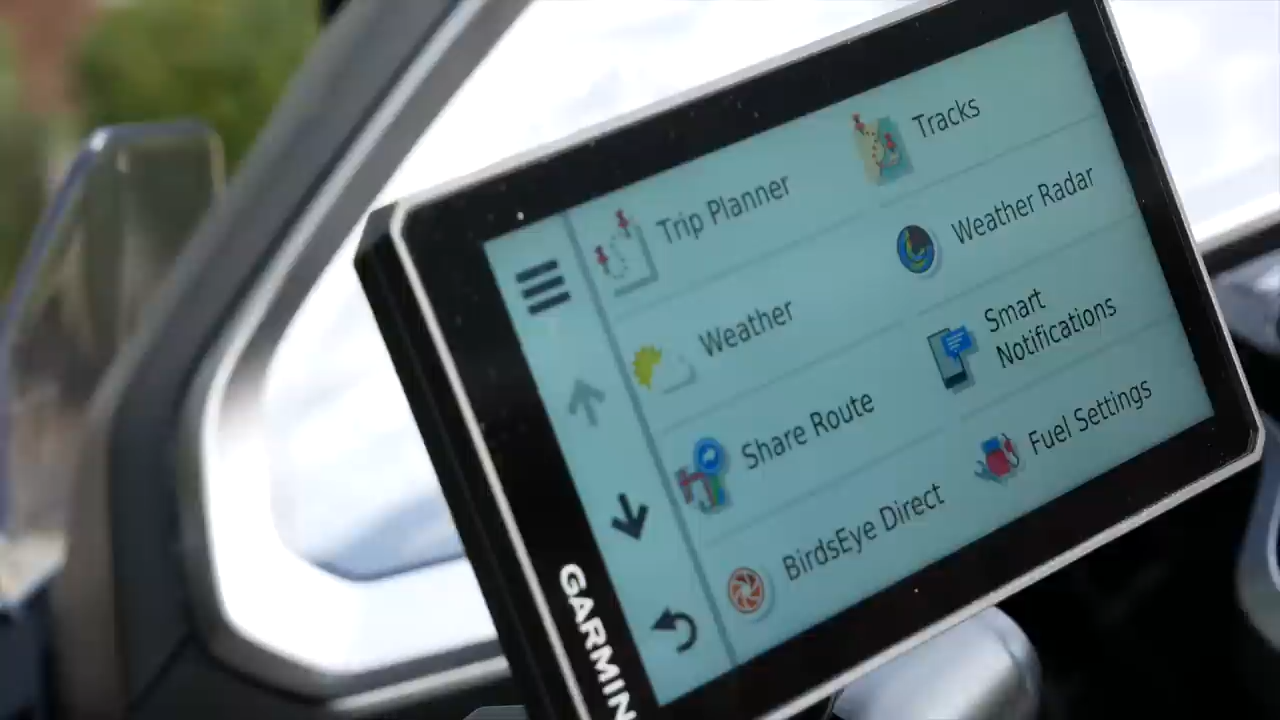 Trip Planner
Tracks
Weather
Weather Radar
Share Route
Smart
Notifications
BirdsEye Direct
Fuel Settings
GARMIN